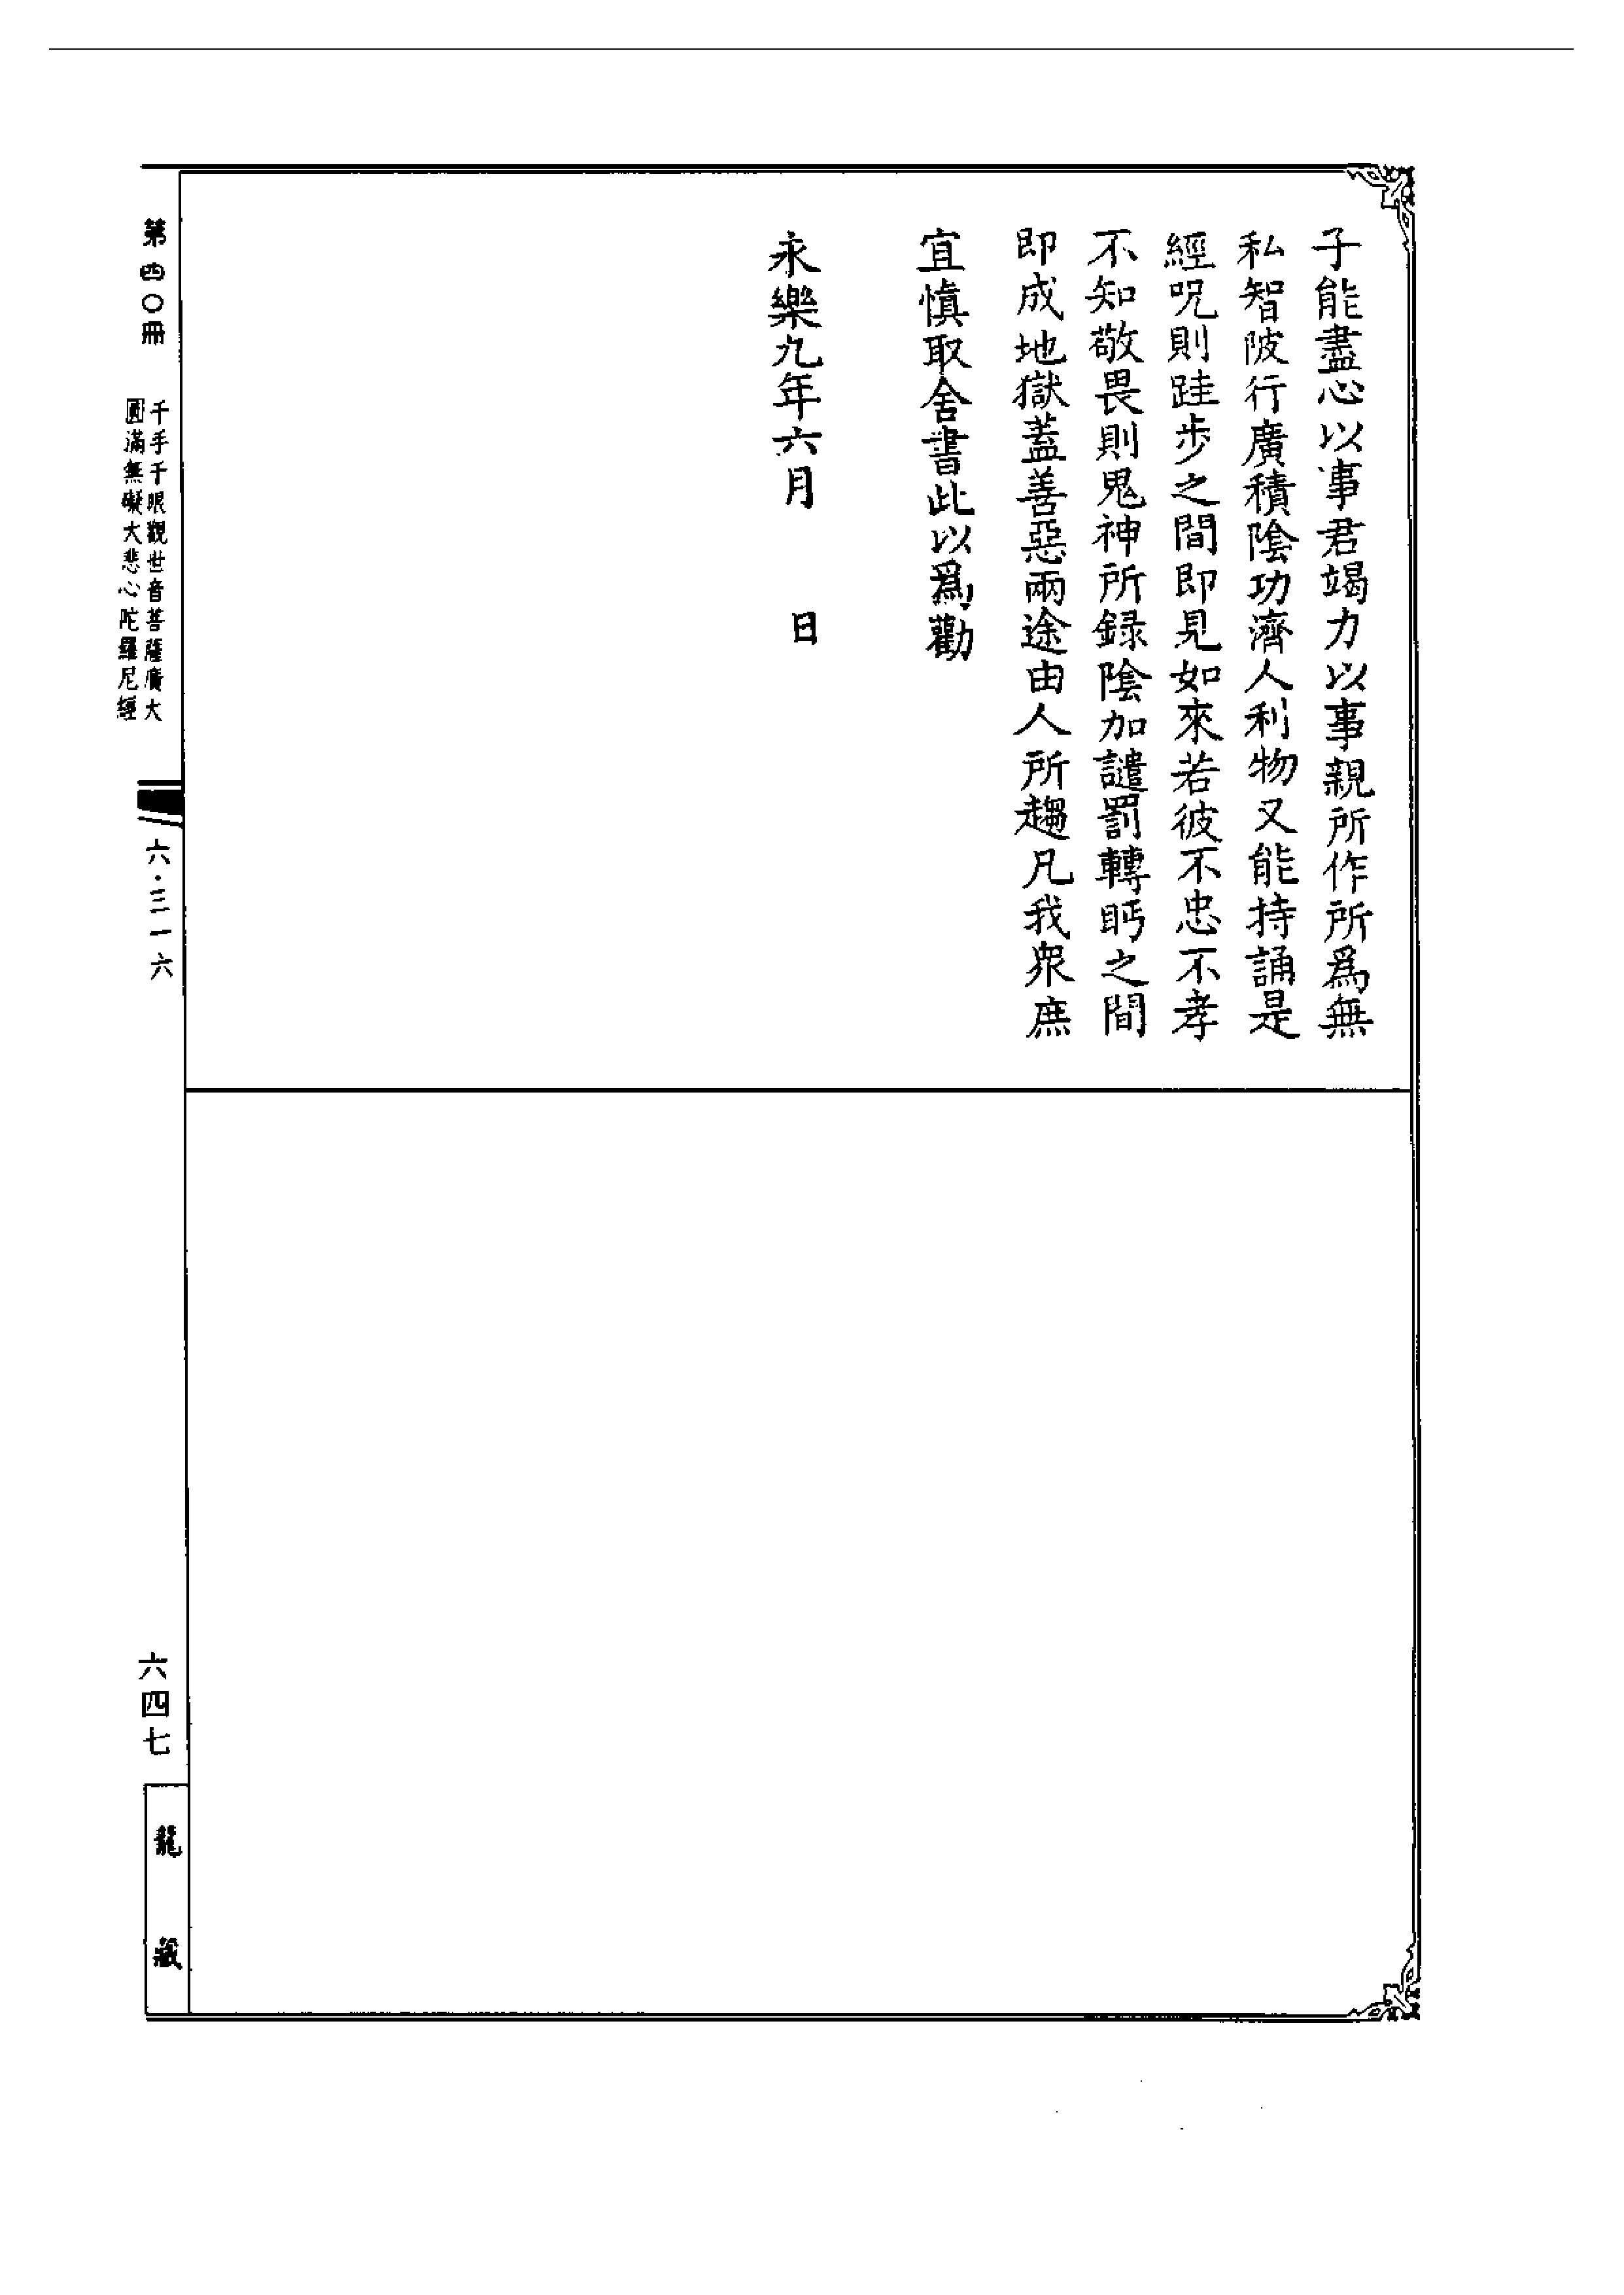 子能盡心以事君竭力以事親所作所為無
私智陂行廣積陰功濟人利物又能持誦是
經呪則跬步之間即見如來若彼不忠不孝
不知敬畏則鬼神所録陰加譴罰轉眄之間
即成地獄蓋善惡兩途由人所趨凡我眾庶
宜慎取舍書此以為勸
永樂九年六月　日
第四〇冊
千手千眼觀世音菩薩廣大
圓滿無礙大悲心陀羅尼經
六·三一六
六四七
龍藏